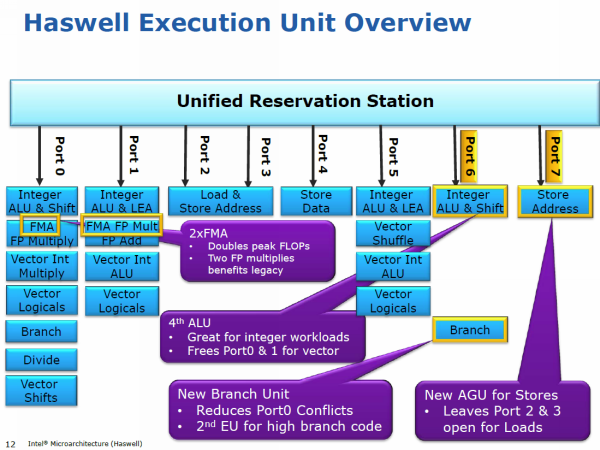 Haswell Execution Unit Overview
Unified Reservation Station
Port 0
Port 1
Port 2
Port 3
Port 4
Port 5
Port 6
Port 7
Integer
ALU & Shift
Integer
ALU & LEA
Load &
Store Address
Store
Data
Integer
ALU & LEA
Integer
ALU & Shift
Store
Address
FMA
FP Multiply
FMA FP Mult
FP Add
Vector
Shuffle
Vector Int
Multiply
Vector Int
ALU
Vector Int
ALU
Vector
Logicals
Vector
Logicals
Vector
Logicals
Branch
Branch
Divide
Vector
Shifts
2xFMA
• Doubles peak FLOPs
• Two FP multiplies
benefits legacy
4th ALU
• Great for integer workloads
• Frees Port0 & 1 for vector
New Branch Unit
• Reduces Port0 Conflicts
• 2nd EU for high branch code
New AGU for Stores
• Leaves Port 2 & 3
open for Loads
12 Intel® Microarchitecture (Haswell)